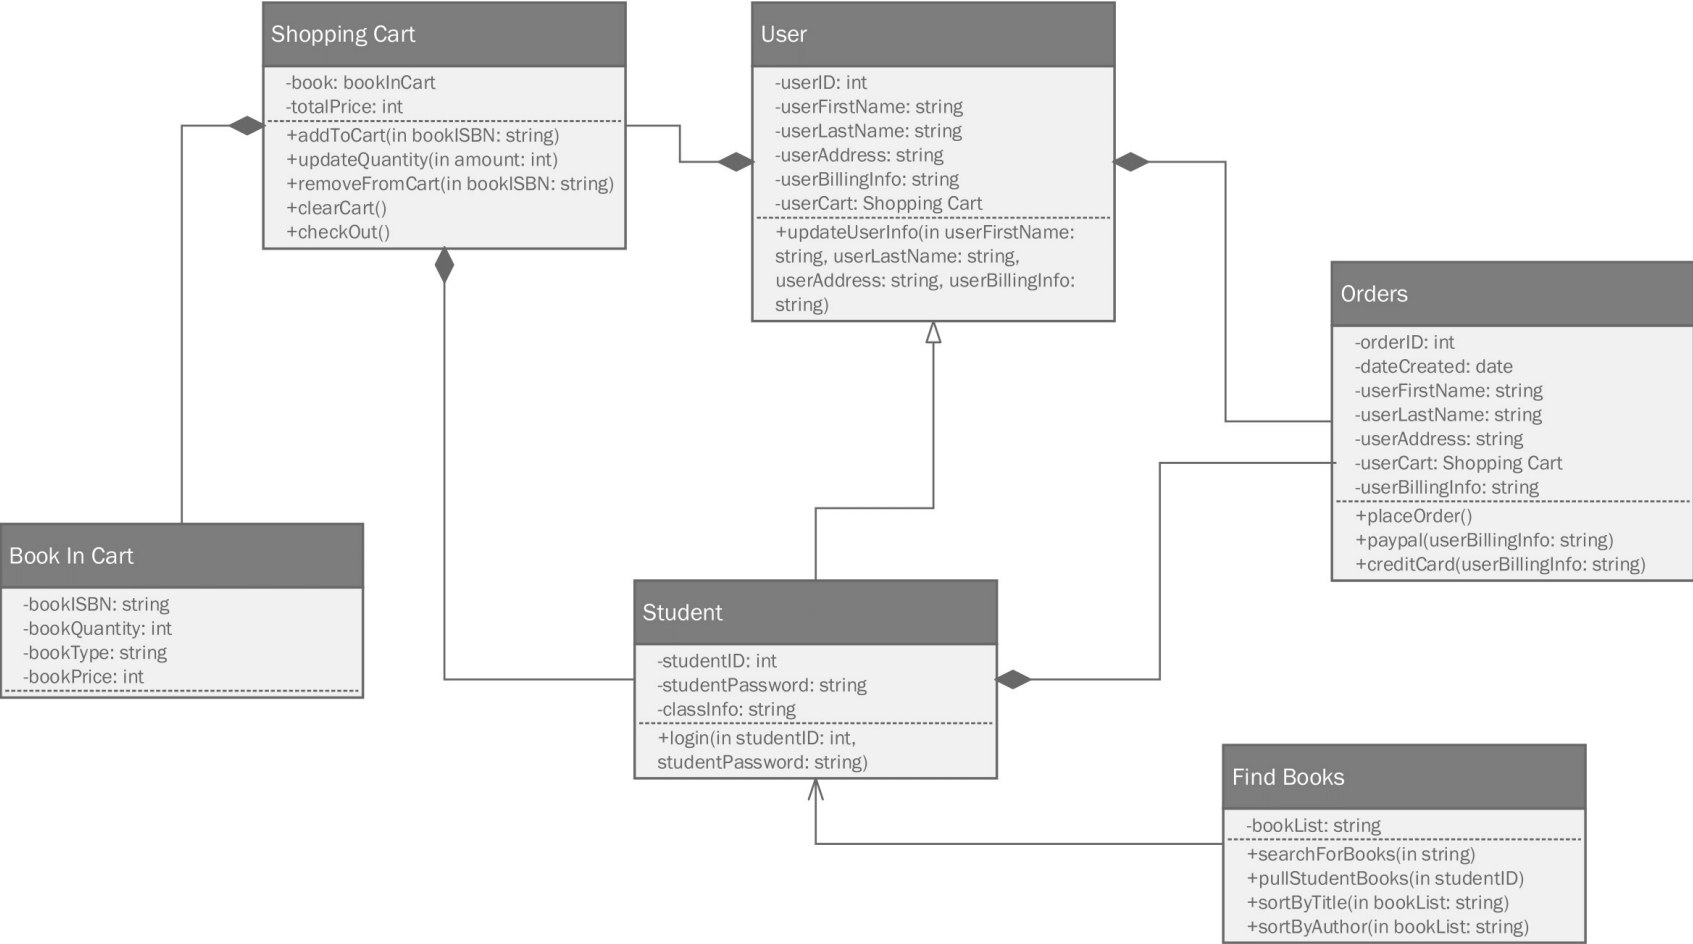 Shopping Cart
-book: bookInCart
-totalPrice: int
+addToCart(in bookISBN: string)
+updateQuantity(in amount: int)
+removeFromCart(in bookISBN: string)
+clearCart()
+checkOut()
User
-userID: int
-userFirstName: string
-userLastName: string
-userAddress: string
-userBillingInfo: string
-userCart: Shopping Cart
+updateUserInfo(in userFirstName:
string, userLastName: string,
userAddress: string, userBillingInfo:
string)
Orders
-orderID: int
-dateCreated: date
-userFirstName: string
-userLastName: string
-userAddress: string
-userCart: Shopping Cart
-userBillingInfo: string
+placeOrder()
+paypal(userBillingInfo: string)
+creditCard(userBillingInfo: string)
Book In Cart
-bookISBN: string
-bookQuantity: int
-bookType: string
-bookPrice: int
Student
-studentID: int
-studentPassword: string
-classInfo: string
+login(in studentID: int,
studentPassword: string)
Find Books
-bookList: string
+searchForBooks(in string)
+pullStudentBooks(in studentID)
+sortByTitle(in bookList: string)
+sortByAuthor(in bookList: string)